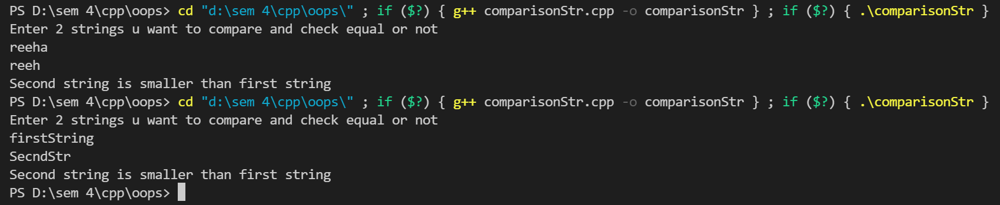 PS D:\sem 4\cpp\oops> cd "d:\sem 4\cpp\oops\" ; if ($?) { g++ comparisonStr.cpp -o comparisonStr } ; if ($?) { .\comparisonStr }
Enter 2 strings u want to compare and check equal or not
reeha
reeh
Second string is smaller than first string
PS D:\sem 4\cpp\oops> cd "d:\sem 4\cpp\oops\" ; if ($?) { g++ comparisonStr.cpp -o comparisonStr } ; if ($?) { .\comparisonStr }
Enter 2 strings u want to compare and check equal or not
firstString
SecndStr
Second string is smaller than first string
PS D:\sem 4\cpp\oops>